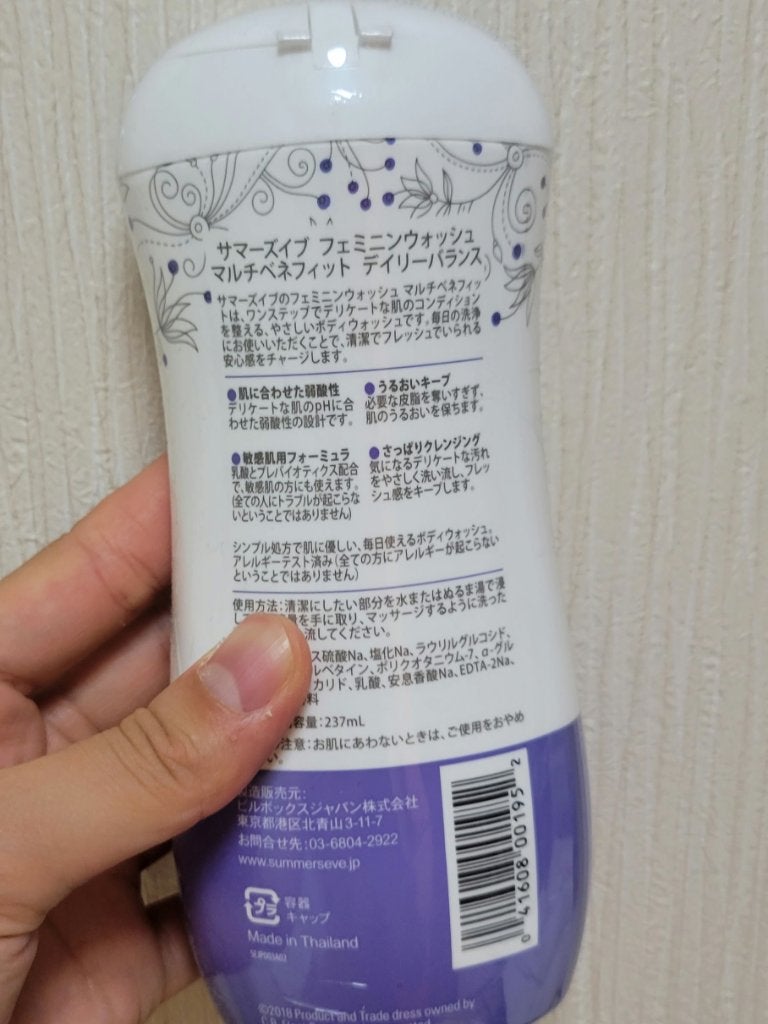 サマーズイブ フェミニンウォッシュ
マルチベネフィット デイリーバランス
サマーズイブのフェミニンウォッシュ マルチベネフィッ
トは、ワンステップでデリケートな肌のコンディション
を整える、やさしいボディウォッシュです。毎日の洗浄
にお使いいただくことで、清潔でフレッシュでいられる
安心感をチャージします。
●肌に合わせた弱酸性
デリケートな肌のpHに合
わせた弱酸性の設計です。
●うるおいキープ
必要な皮脂を奪いすぎず、
肌のうるおいを保ちます。
●敏感肌用フォーミュラ
乳酸とプレバイオティクス配合
で、敏感肌の方にも使えます。
(全ての人にトラブルが起こらな
いということではありません)
●さっぱりクレンジング
気になるデリケートな汚れ
をやさしく洗い流し、フレッ
シュ感をキープします。
シンプル処方で肌に優しい、毎日使えるボディウォッシュ。
アレルギーテスト済み(全ての方にアレルギーが起こらない
ということではありません)
使用方法:清潔にしたい部分を水またはぬるま湯で浸
量を手に取り、マッサージするように洗った
流してください。
ス硫酸Na、塩化Na、ラウリルグルコシド、
ルベタイン、ポリクオタニウム-7、α-グル
カリド、乳酸、安息香酸Na、EDTA-2Na、
料
容量:237mL
注意:お肌にあわないときは、ご使用をおやめ
い。
製造販売元:
ビルボックスジャパン株式会社
東京都港区北青山3-11-7
お問合せ先:03-6804-2922
www.summerseve.jp
プラ
容器
キャップ
Made in Thailand
0 41608 00195 2
©2018 Product and Trade dress owned by